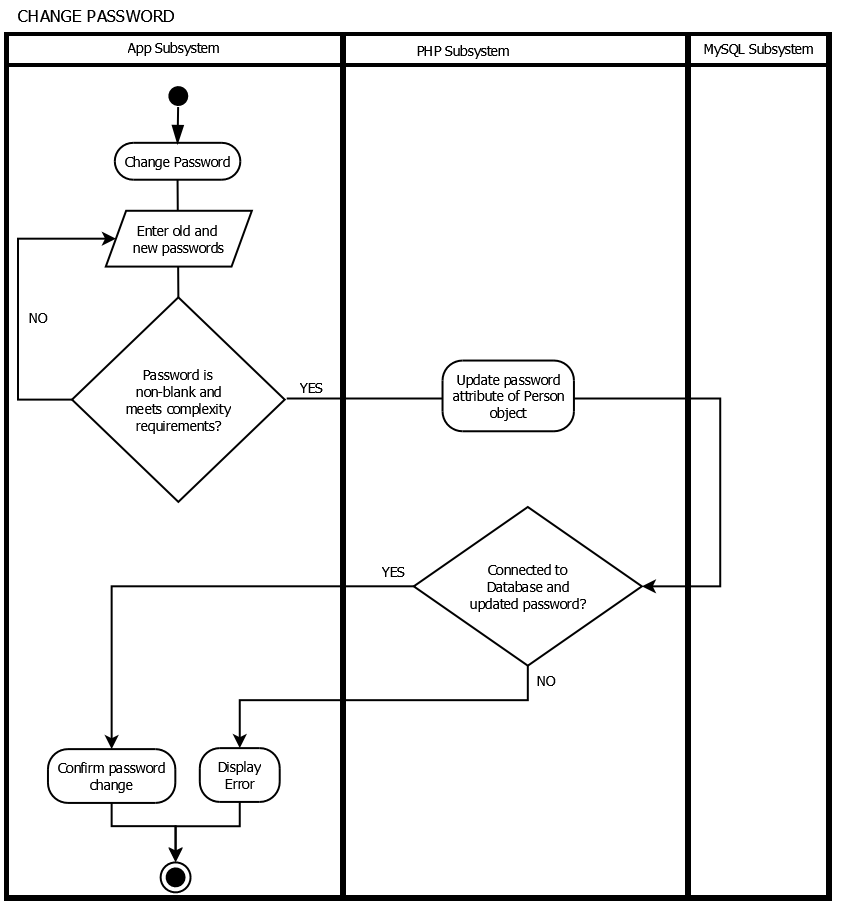 CHANGE PASSWORD
App Subsystem
PHP Subsystem
MySQL Subsystem
Change Password
Enter old and
new passwords
NO
Password is
non-blank and
meets complexity
requirements?
YES
Update password
attribute of Person
object
Connected to
Database and
updated password?
YES
NO
Confirm password
change
Display
Error